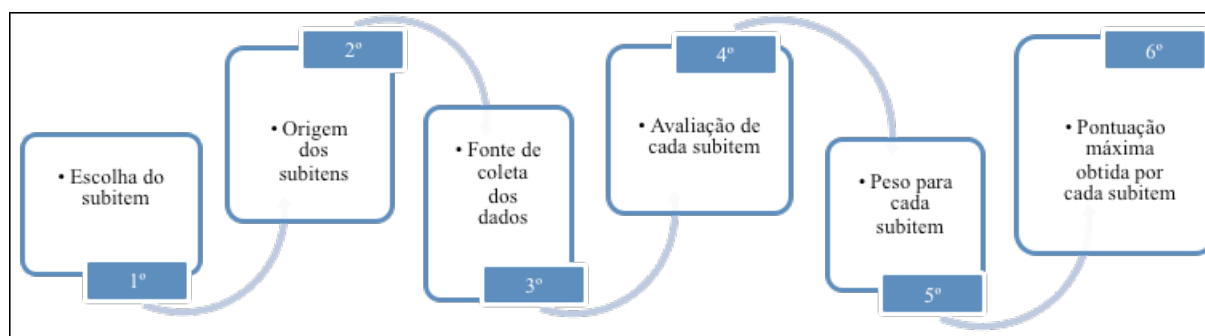 • Escolha do
subitem
1º
2º
• Origem
dos
subitens
• Fonte de
coleta
dos
dados
3º
4º
• Avaliação de
cada subitem
• Peso para
cada
subitem
5º
6º
• Pontuação
máxima
obtida por
cada subitem